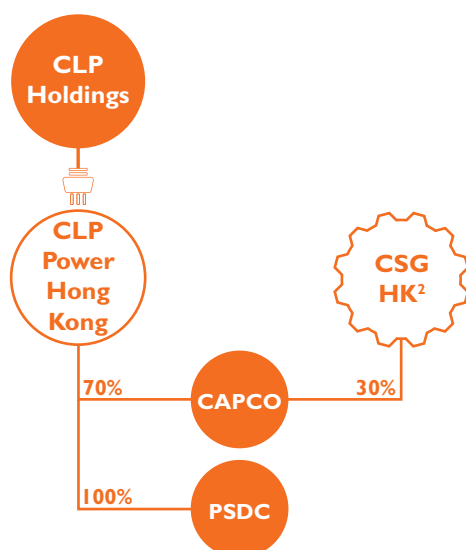 CLP
Holdings
CLP
Power
Hong
Kong
CSG
HK²
70%
CAPCO
30%
100%
PSDC